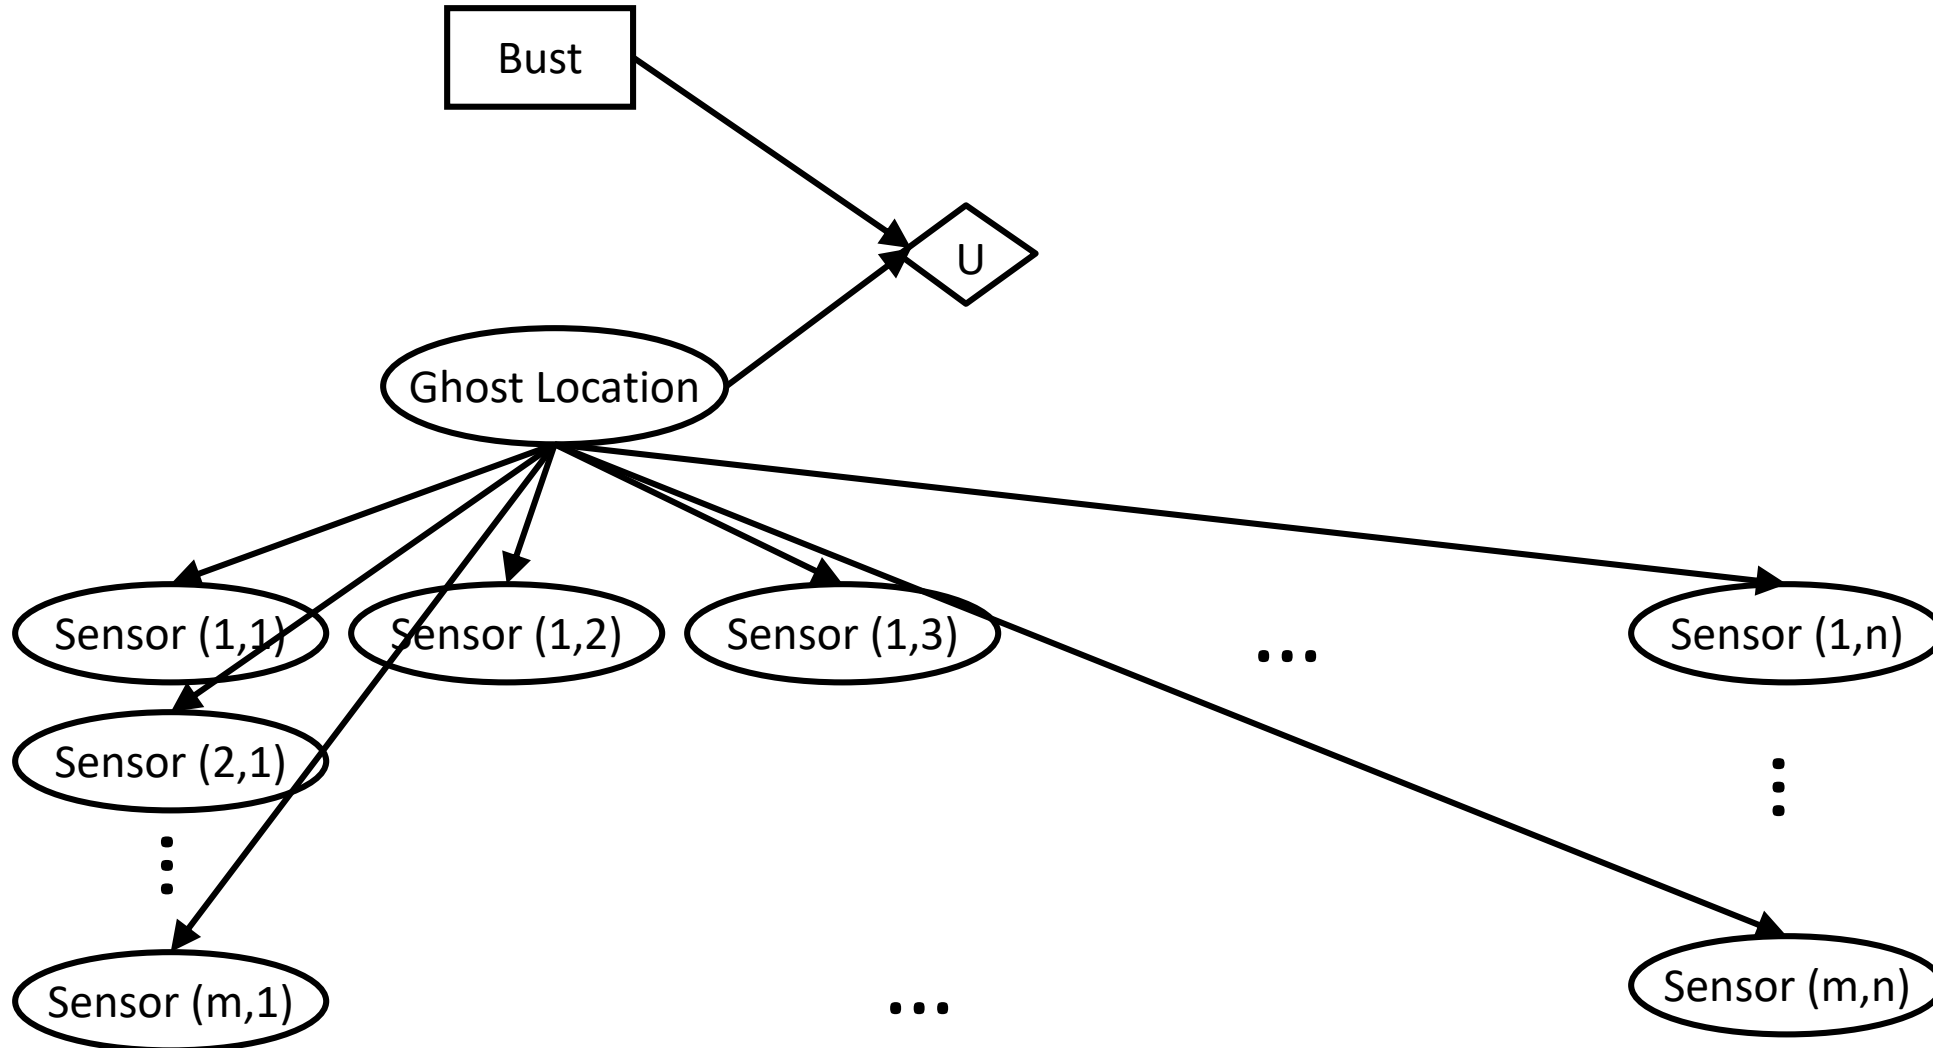 Bust
U
Ghost Location
Sensor (1,1)
Sensor (1,2)
Sensor (1,3)
...
Sensor (1,n)
Sensor (2,1)
Sensor (m,1)
...
Sensor (m,n)